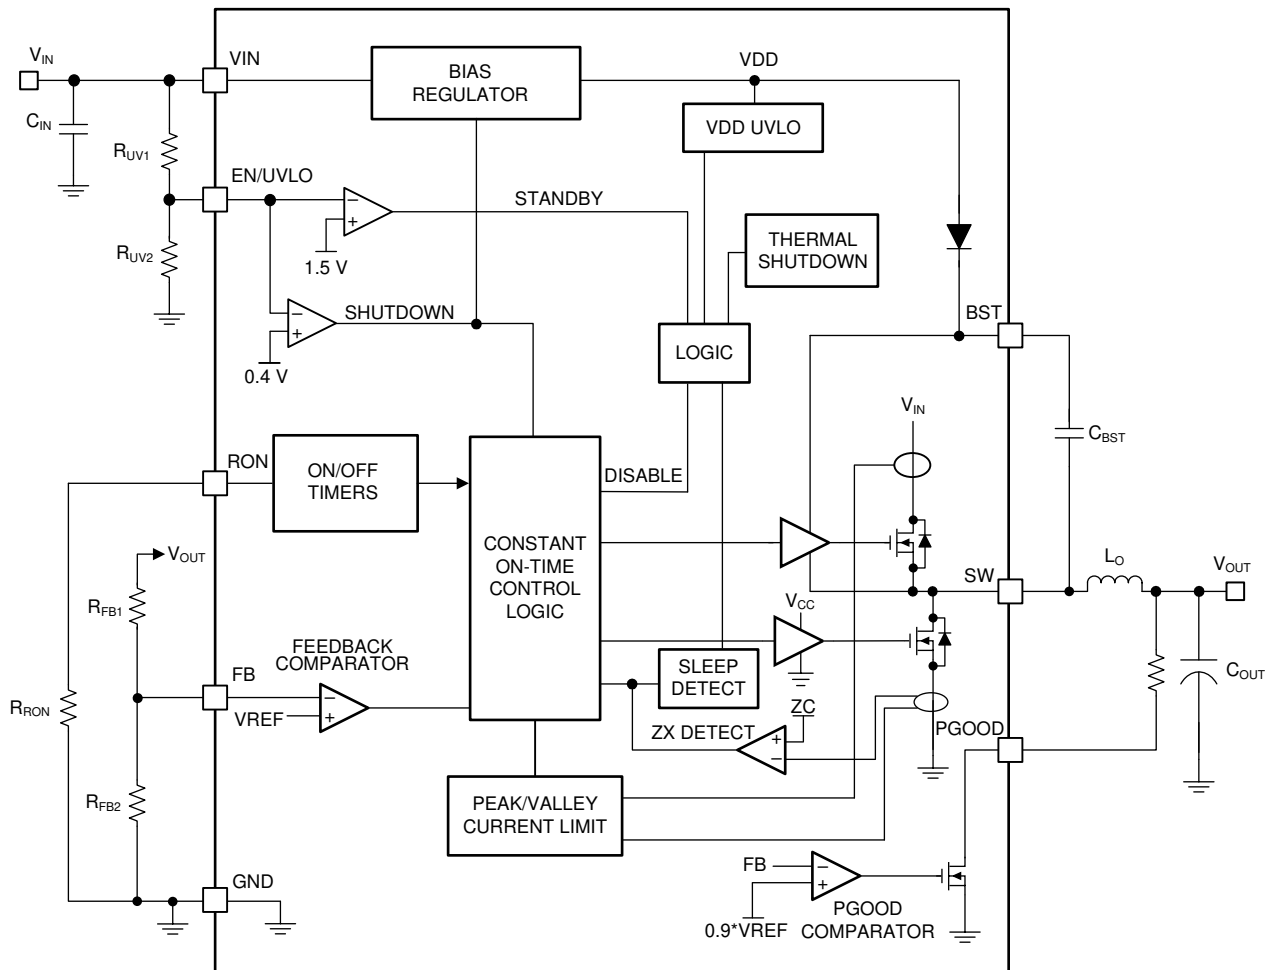 VIN
VIN
BIAS
REGULATOR
VDD
CIN
RUV1
VDD UVLO
EN/UVLO
−
+
STANDBY
1.5 V
RUV2
THERMAL
SHUTDOWN
−
+
SHUTDOWN
0.4 V
BST
LOGIC
VIN
CBST
RON
ON/OFF
TIMERS
DISABLE
CONSTANT
ON-TIME
CONTROL
LOGIC
VOUT
SW
LO
VOUT
RFB1
VCC
FEEDBACK
COMPARATOR
SLEEP
DETECT
COUT
FB
−
+
VREF
RRON
ZC
ZX DETECT
+
−
PGOOD
RFB2
PEAK/VALLEY
CURRENT LIMIT
GND
FB
−
+
0.9*VREF
PGOOD
COMPARATOR